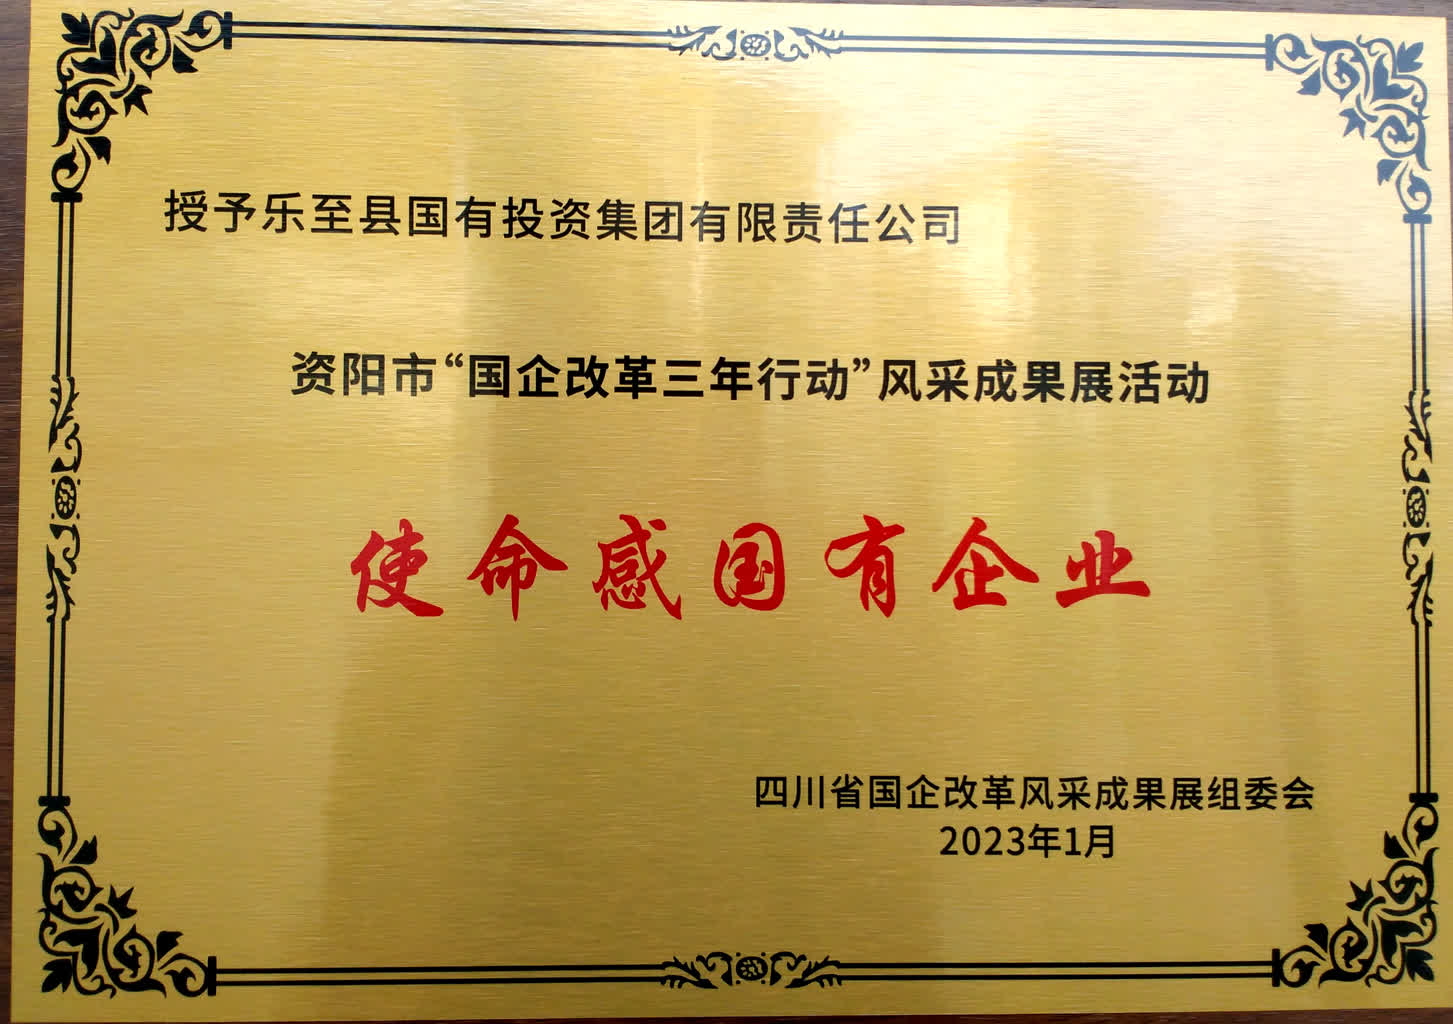 授予乐至县国有投资集团有限责任公司
资阳市“国企改革三年行动”风采成果展活动
使命感国有企业
四川省国企改革风采成果展组委会
2023年1月